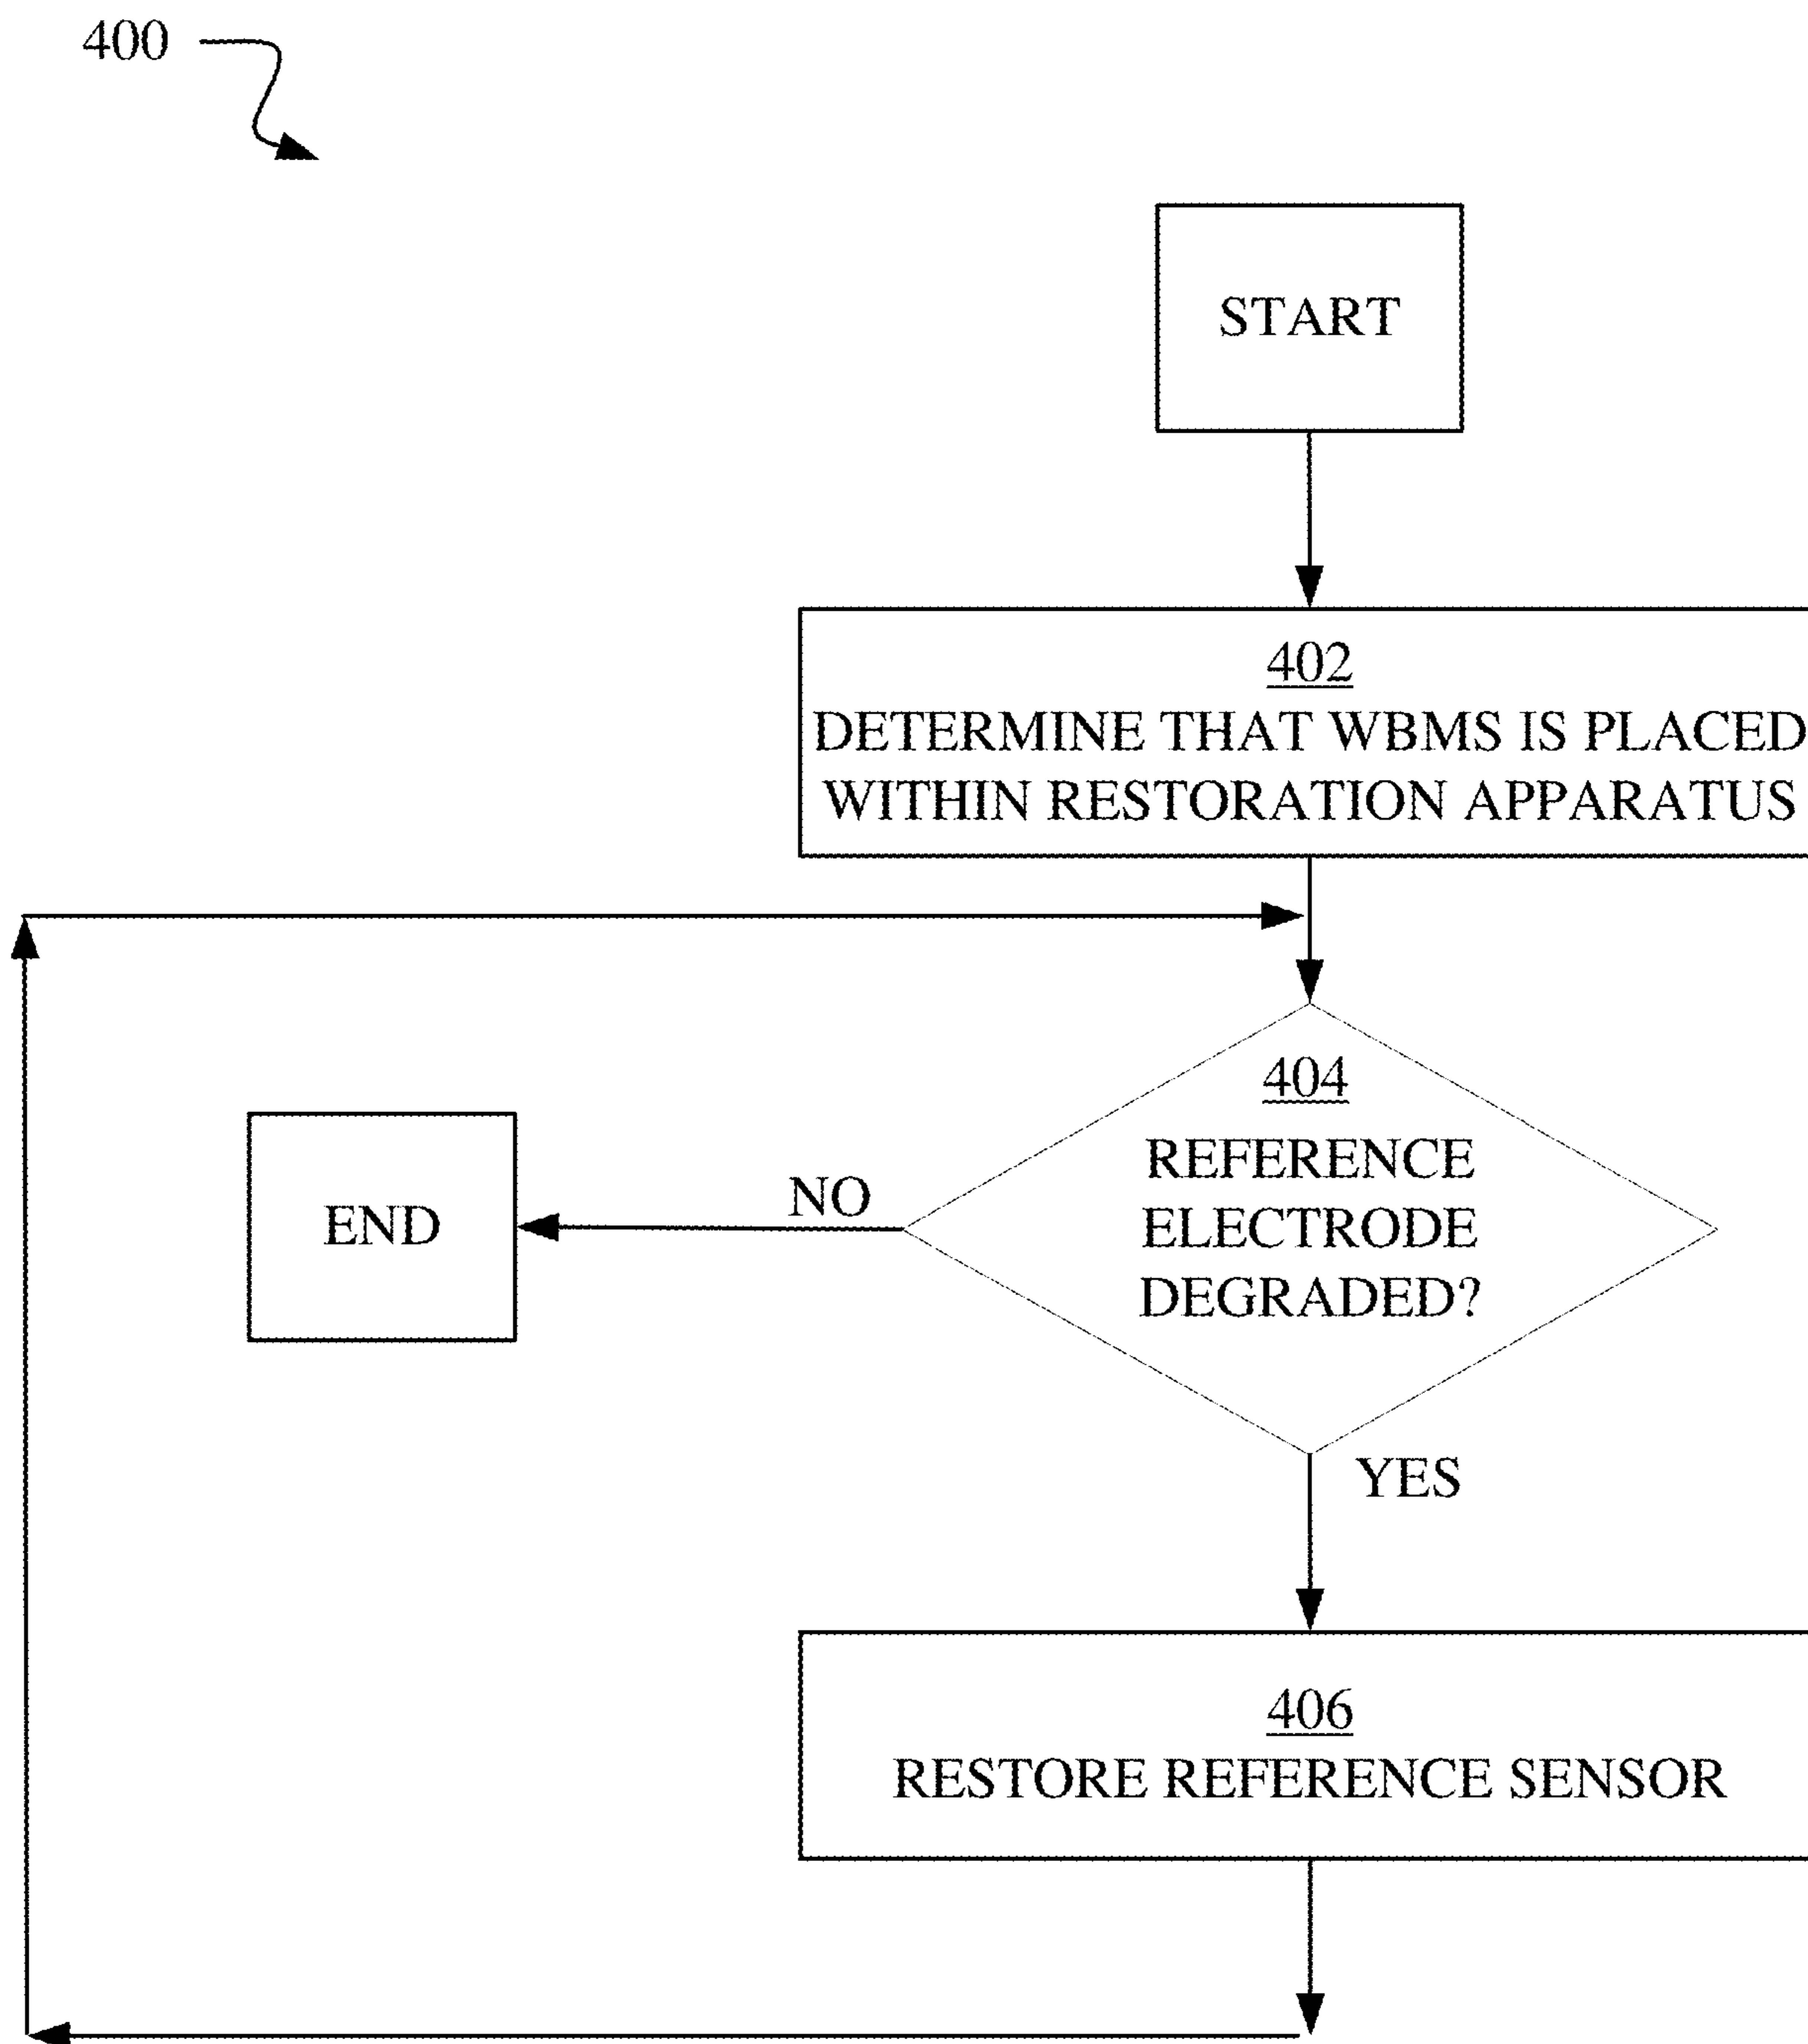 400
START
402
DETERMINE THAT WBMS IS PLACED
WITHIN RESTORATION APPARATUS
404
REFERENCE
ELECTRODE
DEGRADED?
NO
END
YES
406
RESTORE REFERENCE SENSOR